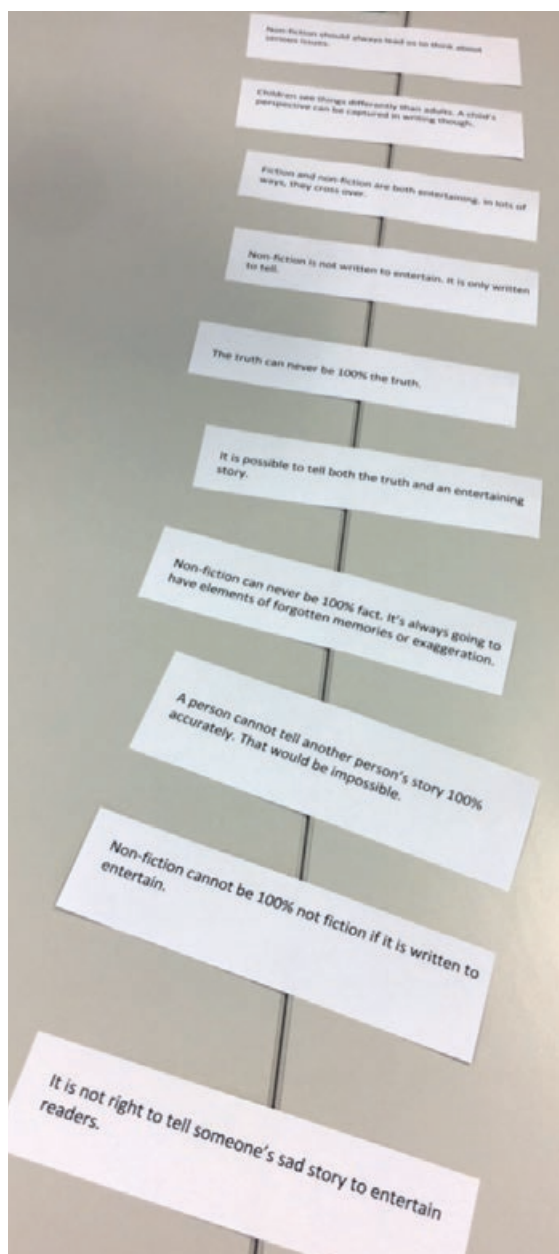 Non-fiction should always lead us to think about
serious issues.
Children see things differently than adults. A child's
perspective can be captured in writing though.
Fiction and non-fiction are both entertaining, in lots of
ways, they cross over.
Non-fiction is not written to entertain. It is only written
to tell.
The truth can never be 100% the truth.
It is possible to tell both the truth and an entertaining
story.
Non-fiction can never be 100% fact. It's always going to
have elements of forgotten memories or exaggeration.
A person cannot tell another person's story 100%
accurately. That would be impossible.
Non-fiction cannot be 100% not fiction if it is written to
entertain.
It is not right to tell someone's sad story to entertain
readers.